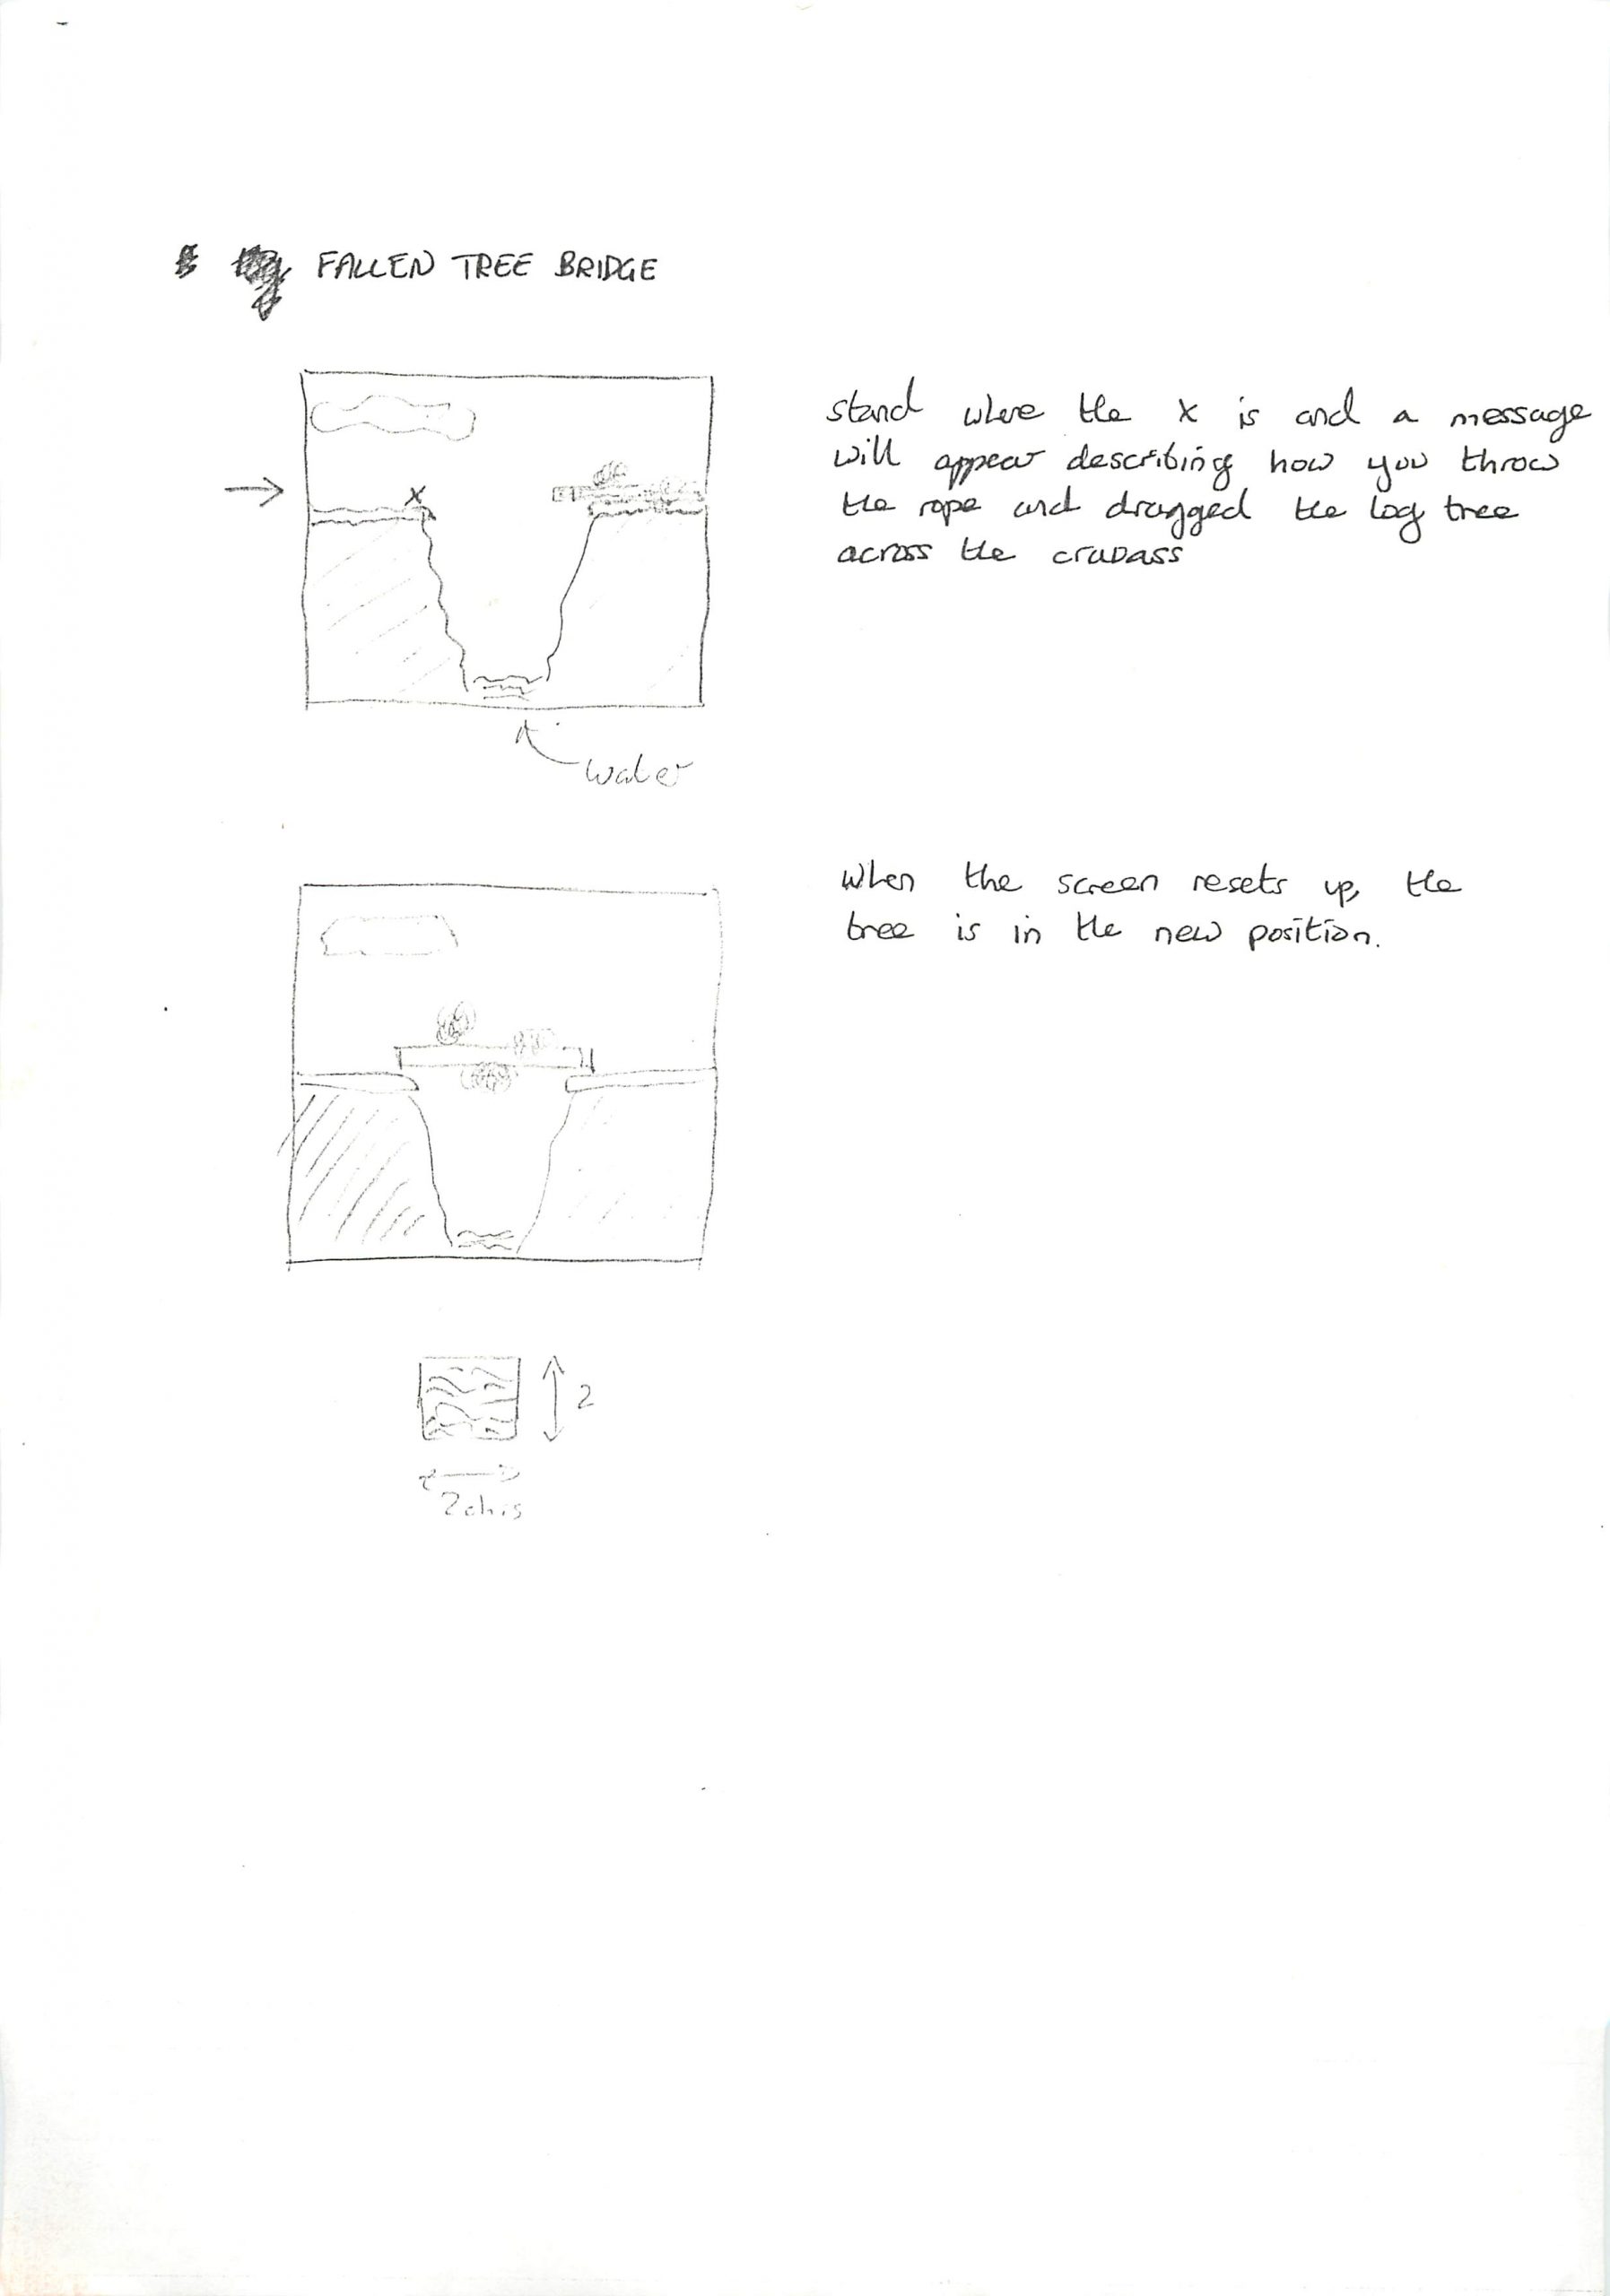 FALLEN TREE BRIDGE
stand where the x is and a message
will appear describing how you throw
the rope and dragged the log tree
across the cravass
X
water
When the screen resets up, the
tree is in the new position.
2
2chrs